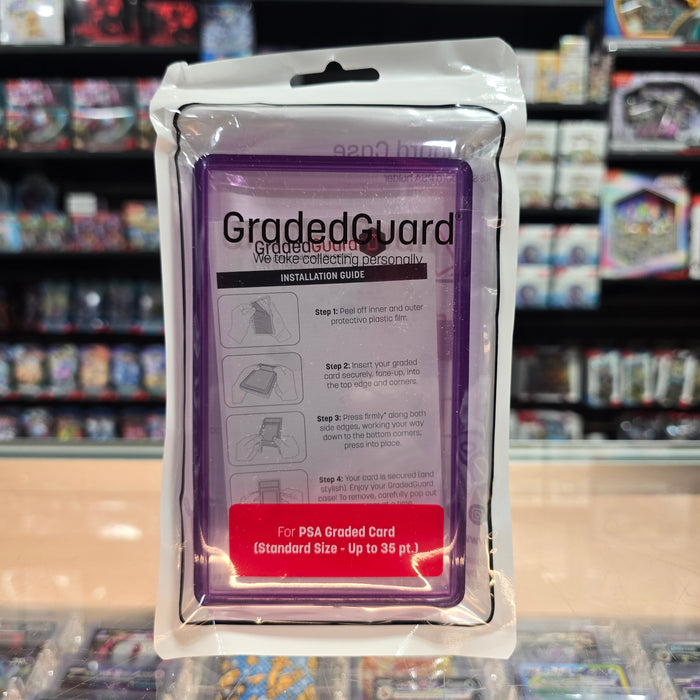 GradedGuard®
GradedGuard
We take collecting personally
INSTALLATION GUIDE
Step 1: Peel off inner and outer
protective plastic film.
Step 2: Insert your graded
card securely, face-up, into
the top edge and corners.
Step 3: Press firmly* along both
side edges, working your way
down to the bottom corners,
press into place.
Step 4: Your card is secured (and
stylish). Enjoy your GradedGuard
case! To remove, carefully pop out
at a time
For PSA Graded Card
(Standard Size - Up to 35 pt.)